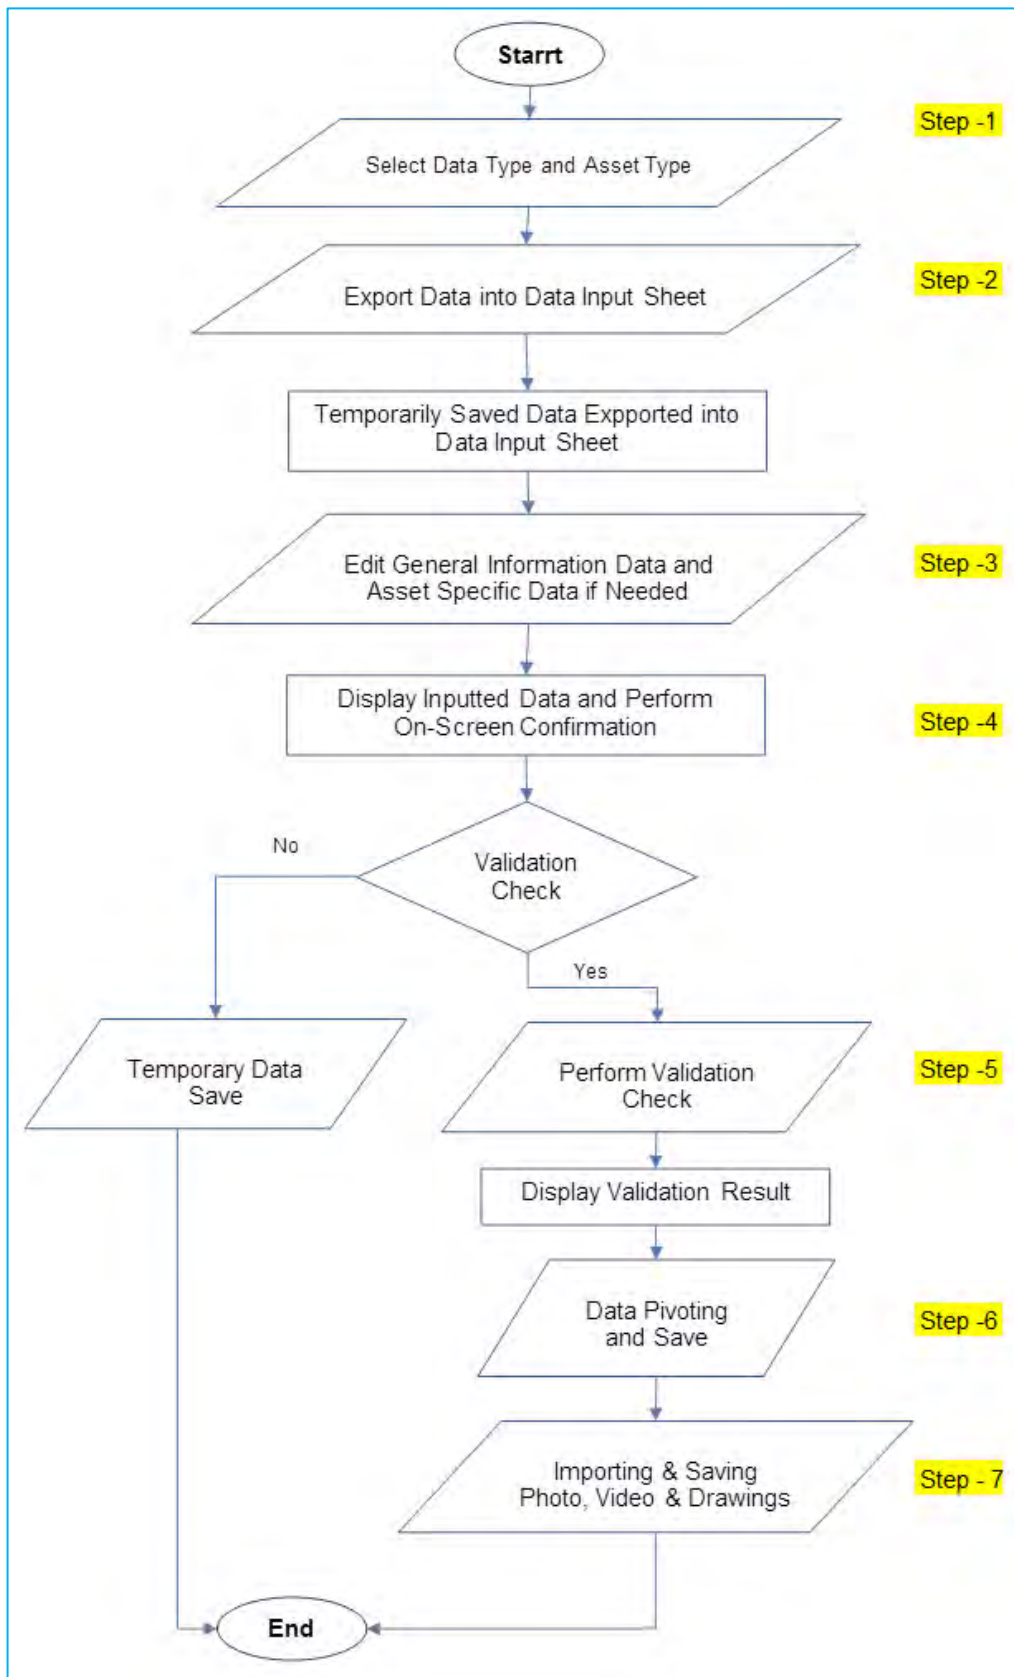 Starrt
Step -1
Select Data Type and Asset Type
Step -2
Export Data into Data Input Sheet
Temporarily Saved Data Expported into
Data Input Sheet
Step -3
Edit General Information Data and
Asset Specific Data if Needed
Display Inputted Data and Perform
On-Screen Confirmation
Step -4
No
Validation
Check
Yes
Temporary Data
Save
Perform Validation
Check
Step -5
Display Validation Result
Data Pivoting
and Save
Step -6
Importing & Saving
Photo, Video & Drawings
Step - 7
End